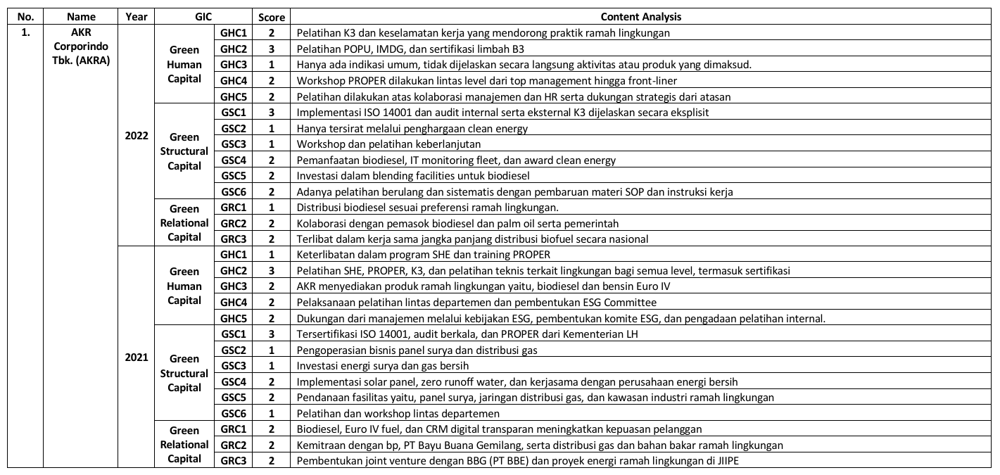 No. Name Year GIC Score Content Analysis
1. AKR Corporindo Tbk. (AKRA)
2022
Green Human Capital
GHC1 2 Pelatihan K3 dan keselamatan kerja yang mendorong praktik ramah lingkungan
GHC2 3 Pelatihan POPU, IMDG, dan sertifikasi limbah B3
GHC3 1 Hanya ada indikasi umum, tidak dijelaskan secara langsung aktivitas atau produk yang dimaksud.
GHC4 2 Workshop PROPER dilakukan lintas level dari top management hingga front-liner
GHC5 2 Pelatihan dilakukan atas kolaborasi manajemen dan HR serta dukungan strategis dari atasan
Green Structural Capital
GSC1 3 Implementasi ISO 14001 dan audit internal serta eksternal K3 dijelaskan secara eksplisit
GSC2 1 Hanya tersirat melalui penghargaan clean energy
GSC3 1 Workshop dan pelatihan keberlanjutan
GSC4 2 Pemanfaatan biodiesel, IT monitoring fleet, dan award clean energy
GSC5 2 Investasi dalam blending facilities untuk biodiesel
GSC6 2 Adanya pelatihan berulang dan sistematis dengan pembaruan materi SOP dan instruksi kerja
Green Relational Capital
GRC1 1 Distribusi biodiesel sesuai preferensi ramah lingkungan.
GRC2 2 Kolaborasi dengan pemasok biodiesel dan palm oil serta pemerintah
GRC3 2 Terlibat dalam kerja sama jangka panjang distribusi biofuel secara nasional
2021
Green Human Capital
GHC1 1 Keterlibatan dalam program SHE dan training PROPER
GHC2 3 Pelatihan SHE, PROPER, K3, dan pelatihan teknis terkait lingkungan bagi semua level, termasuk sertifikasi
GHC3 2 AKR menyediakan produk ramah lingkungan yaitu, biodiesel dan bensin Euro IV
GHC4 2 Pelaksanaan pelatihan lintas departemen dan pembentukan ESG Committee
GHC5 2 Dukungan dari manajemen melalui kebijakan ESG, pembentukan komite ESG, dan pengadaan pelatihan internal.
Green Structural Capital
GSC1 3 Tersertifikasi ISO 14001, audit berkala, dan PROPER dari Kementerian LH
GSC2 1 Pengoperasian bisnis panel surya dan distribusi gas
GSC3 1 Investasi energi surya dan gas bersih
GSC4 2 Implementasi solar panel, zero runoff water, dan kerjasama dengan perusahaan energi bersih
GSC5 2 Pendanaan fasilitas yaitu, panel surya, jaringan distribusi gas, dan kawasan industri ramah lingkungan
GSC6 1 Pelatihan dan workshop lintas departemen
Green Relational Capital
GRC1 2 Biodiesel, Euro IV fuel, dan CRM digital transparan meningkatkan kepuasan pelanggan
GRC2 2 Kemitraan dengan bp, PT Bayu Buana Gemilang, serta distribusi gas dan bahan bakar ramah lingkungan
GRC3 2 Pembentukan joint venture dengan BBG (PT BBE) dan proyek energi ramah lingkungan di JIIPE